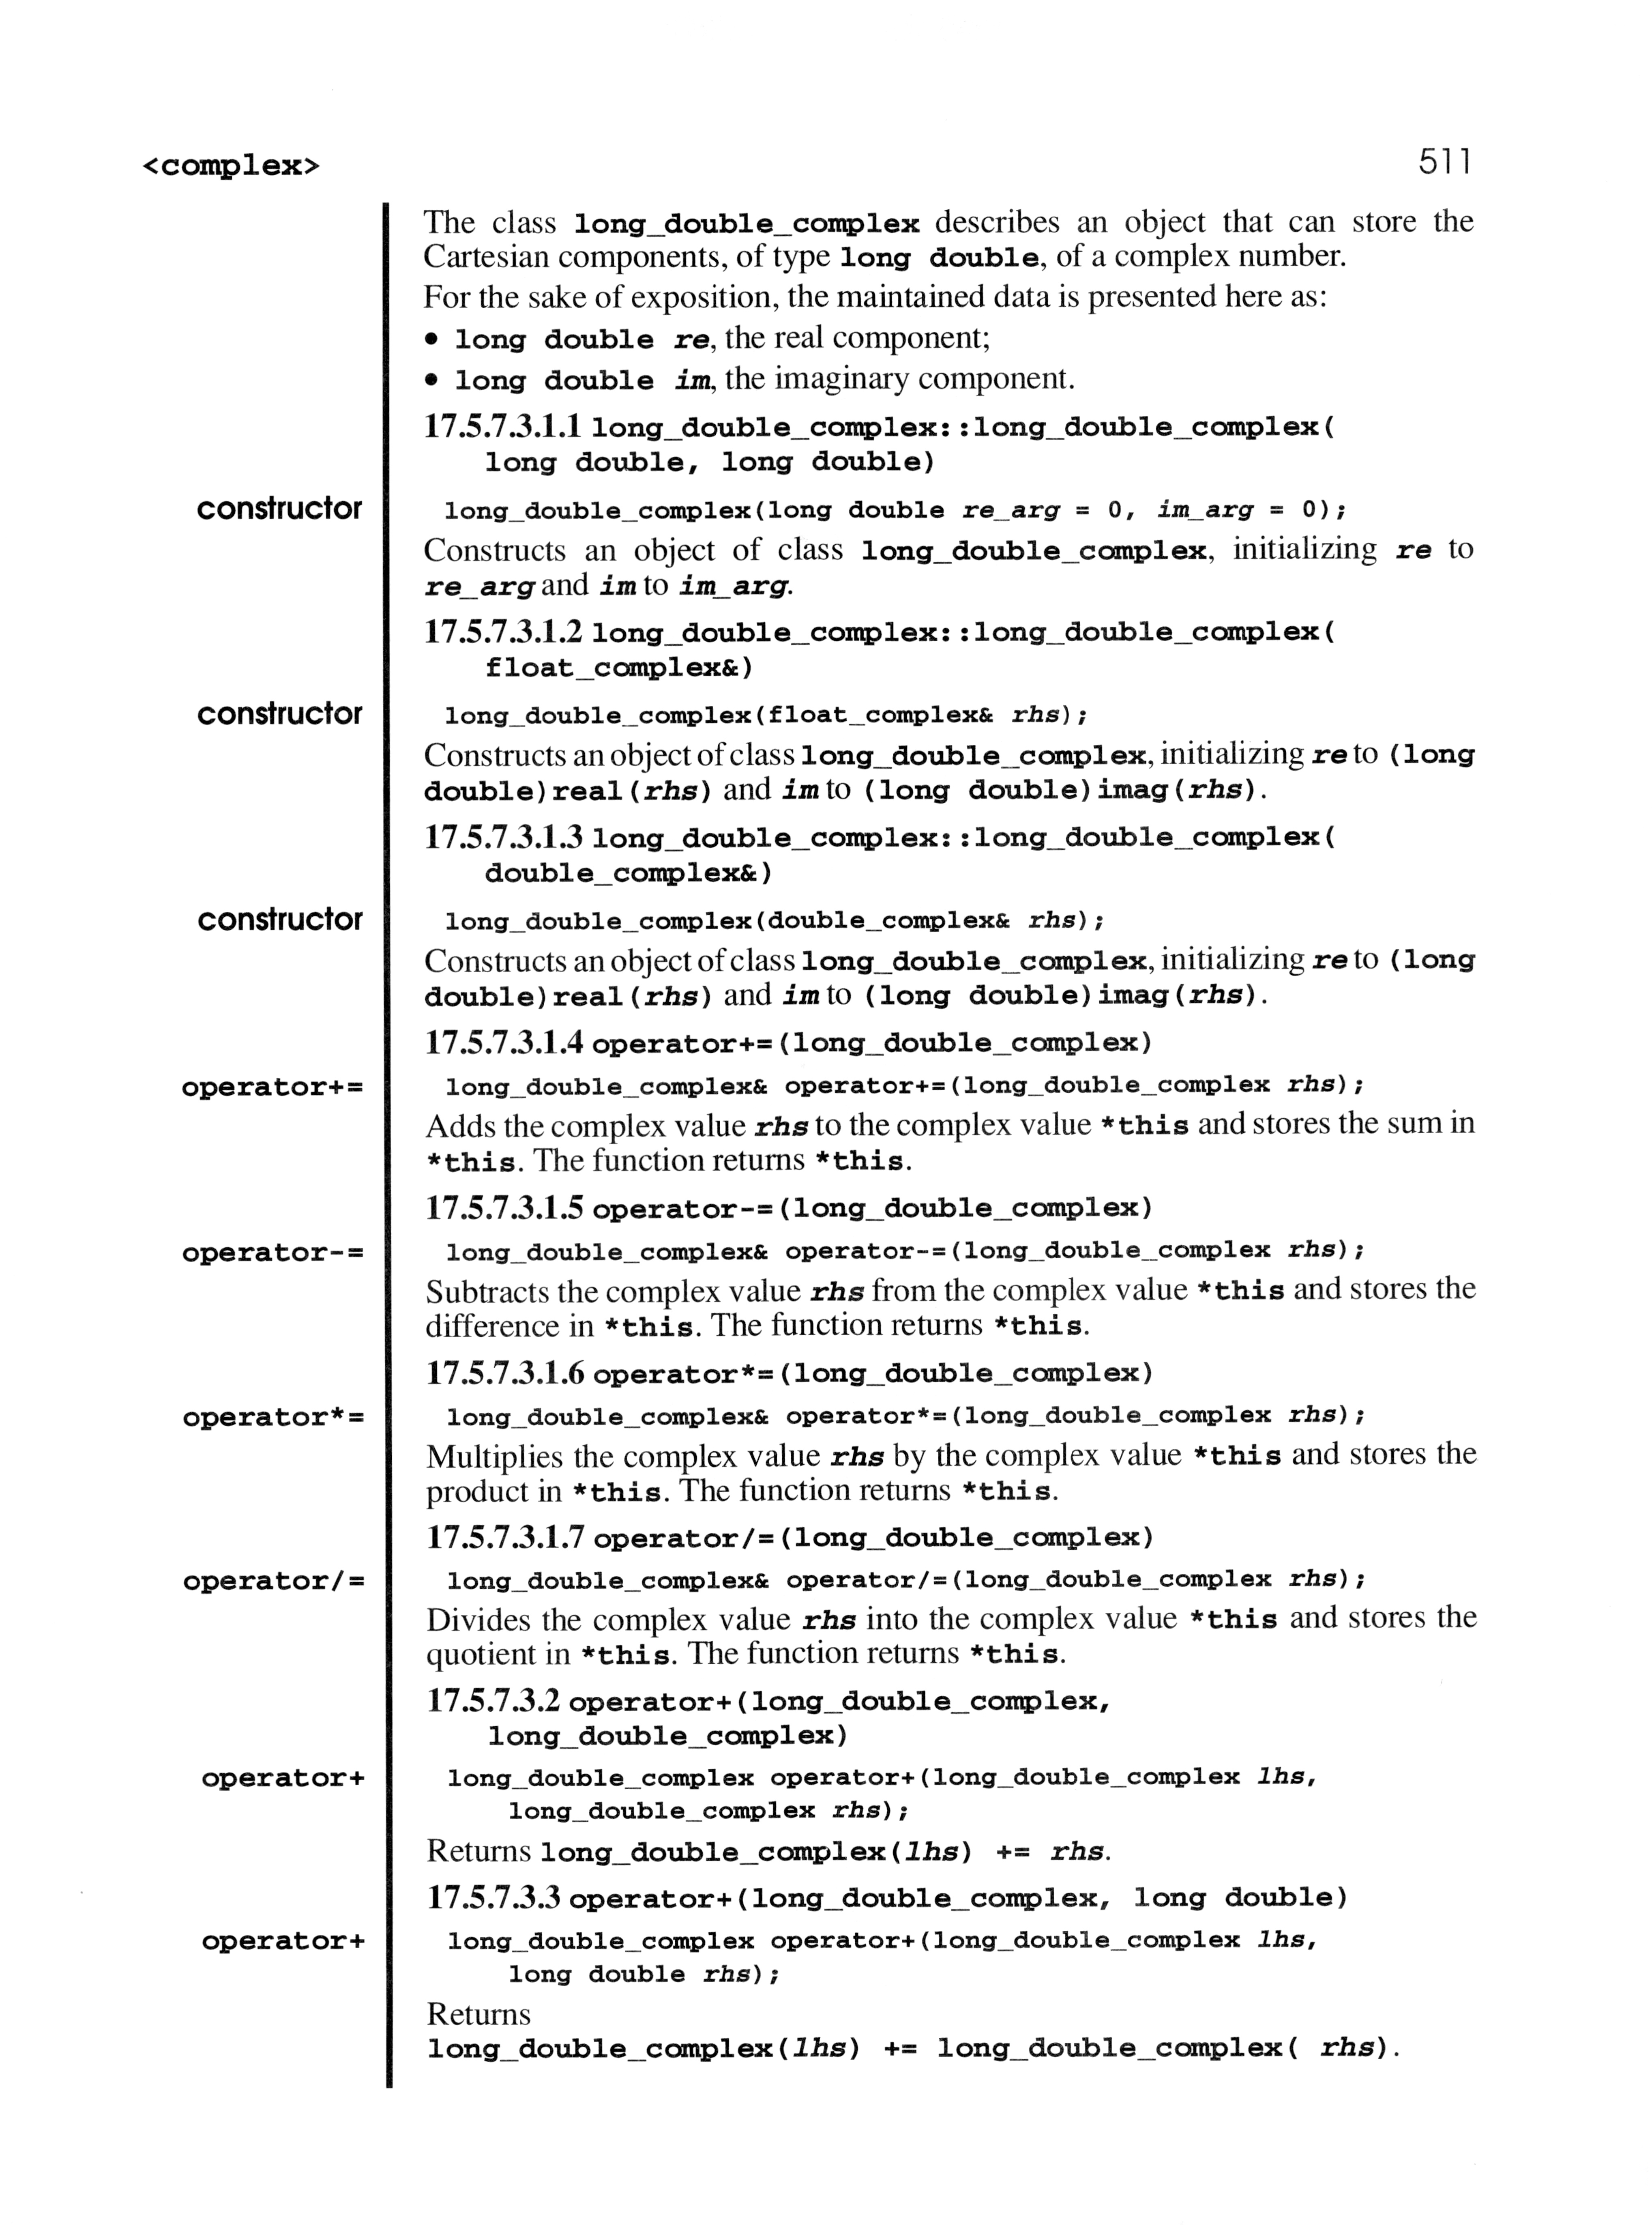 <complex> 511
The class long_double_complex describes an object that can store the
Cartesian components, of type long double, of a complex number.
For the sake of exposition, the maintained data is presented here as:
• long double re, the real component;
• long double im, the imaginary component.
17.5.7.3.1.1 long_double_complex::long_double_complex(
long double, long double)
constructor long_double_complex(long double re_arg = 0, im_arg = 0);
Constructs an object of class long_double_complex, initializing re to
re_arg and im to im_arg.
17.5.7.3.1.2 long_double_complex::long_double_complex(
float_complex&)
constructor long_double_complex(float_complex& rhs);
Constructs an object of class long_double_complex, initializing re to (long
double)real(rhs) and im to (long double)imag(rhs).
17.5.7.3.1.3 long_double_complex::long_double_complex(
double_complex&)
constructor long_double_complex(double_complex& rhs);
Constructs an object of class long_double_complex, initializing re to (long
double)real(rhs) and im to (long double)imag(rhs).
17.5.7.3.1.4 operator+=(long_double_complex)
operator+= long_double_complex& operator+=(long_double_complex rhs);
Adds the complex value rhs to the complex value *this and stores the sum in
*this. The function returns *this.
17.5.7.3.1.5 operator-=(long_double_complex)
operator-= long_double_complex& operator-=(long_double_complex rhs);
Subtracts the complex value rhs from the complex value *this and stores the
difference in *this. The function returns *this.
17.5.7.3.1.6 operator*=(long_double_complex)
operator*= long_double_complex& operator*=(long_double_complex rhs);
Multiplies the complex value rhs by the complex value *this and stores the
product in *this. The function returns *this.
17.5.7.3.1.7 operator/=(long_double_complex)
operator/= long_double_complex& operator/=(long_double_complex rhs);
Divides the complex value rhs into the complex value *this and stores the
quotient in *this. The function returns *this.
17.5.7.3.2 operator+(long_double_complex,
long_double_complex)
operator+ long_double_complex operator+(long_double_complex lhs,
long_double_complex rhs);
Returns long_double_complex(lhs) += rhs.
17.5.7.3.3 operator+(long_double_complex, long double)
operator+ long_double_complex operator+(long_double_complex lhs,
long double rhs);
Returns
long_double_complex(lhs) += long_double_complex( rhs).